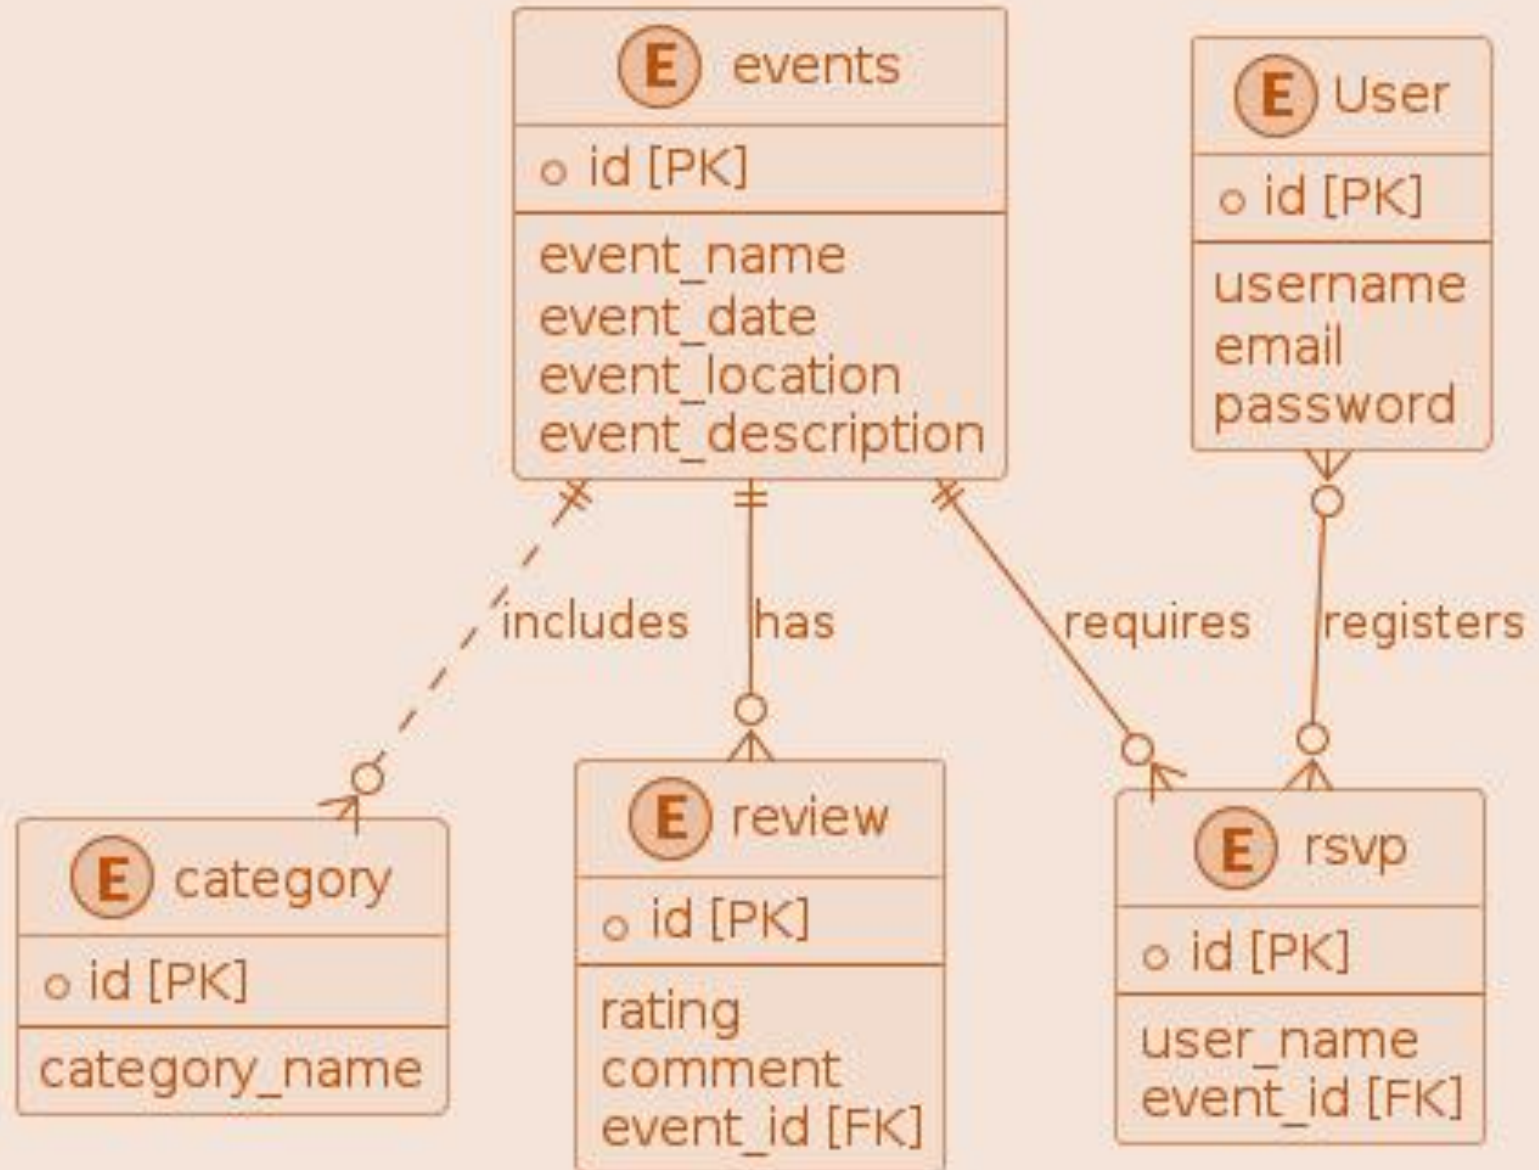 E events
id [PK]
event_name
event_date
event_location
event_description
E User
id [PK]
username
email
password
includes
has
requires
registers
E category
id [PK]
category_name
E review
id [PK]
rating
comment
event_id [FK]
E rsvp
id [PK]
user_name
event_id [FK]